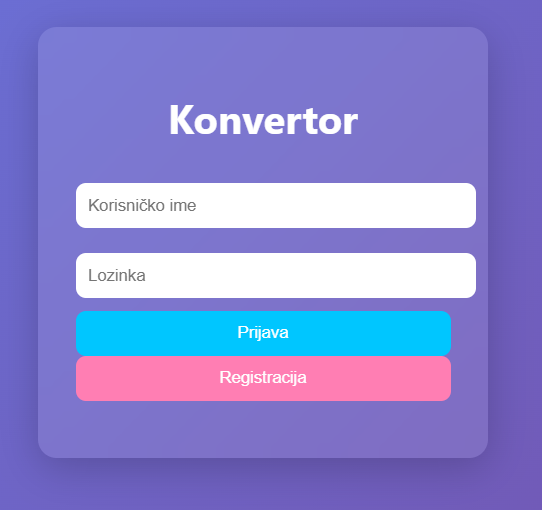 Konvertor
Korisničko ime
Lozinka
Prijava
Registracija